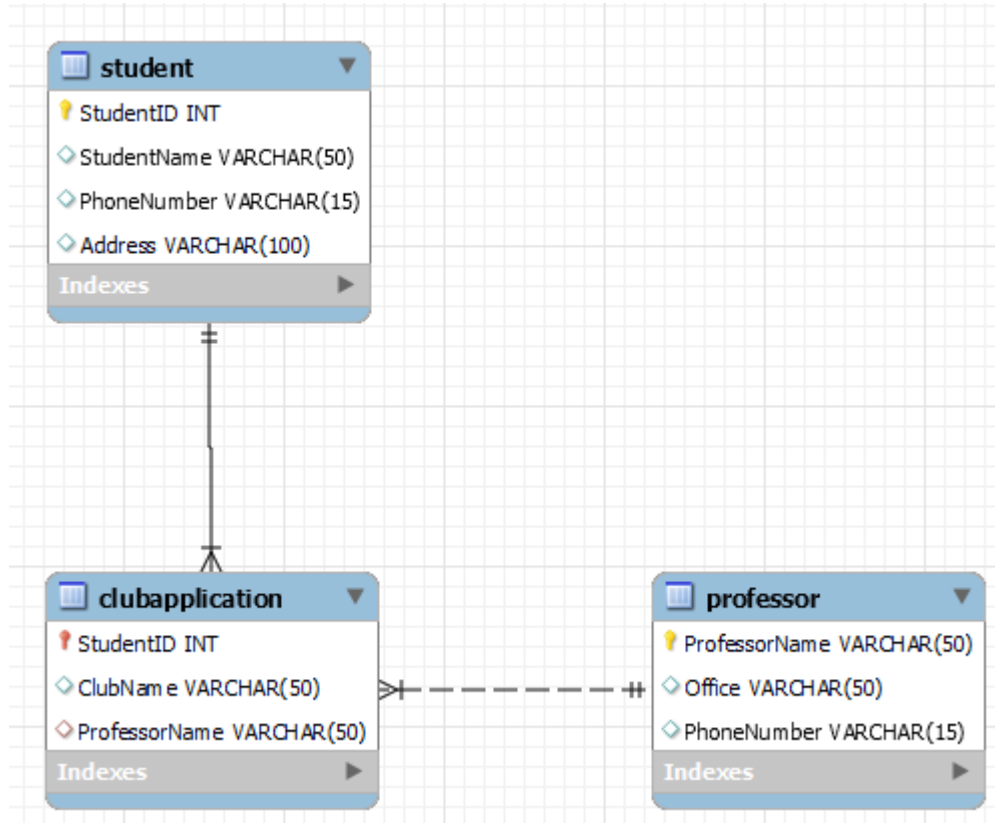 student
StudentID INT
StudentName VARCHAR(50)
PhoneNumber VARCHAR(15)
Address VARCHAR(100)
Indexes
clubapplication
StudentID INT
ClubName VARCHAR(50)
ProfessorName VARCHAR(50)
Indexes
professor
ProfessorName VARCHAR(50)
Office VARCHAR(50)
PhoneNumber VARCHAR(15)
Indexes